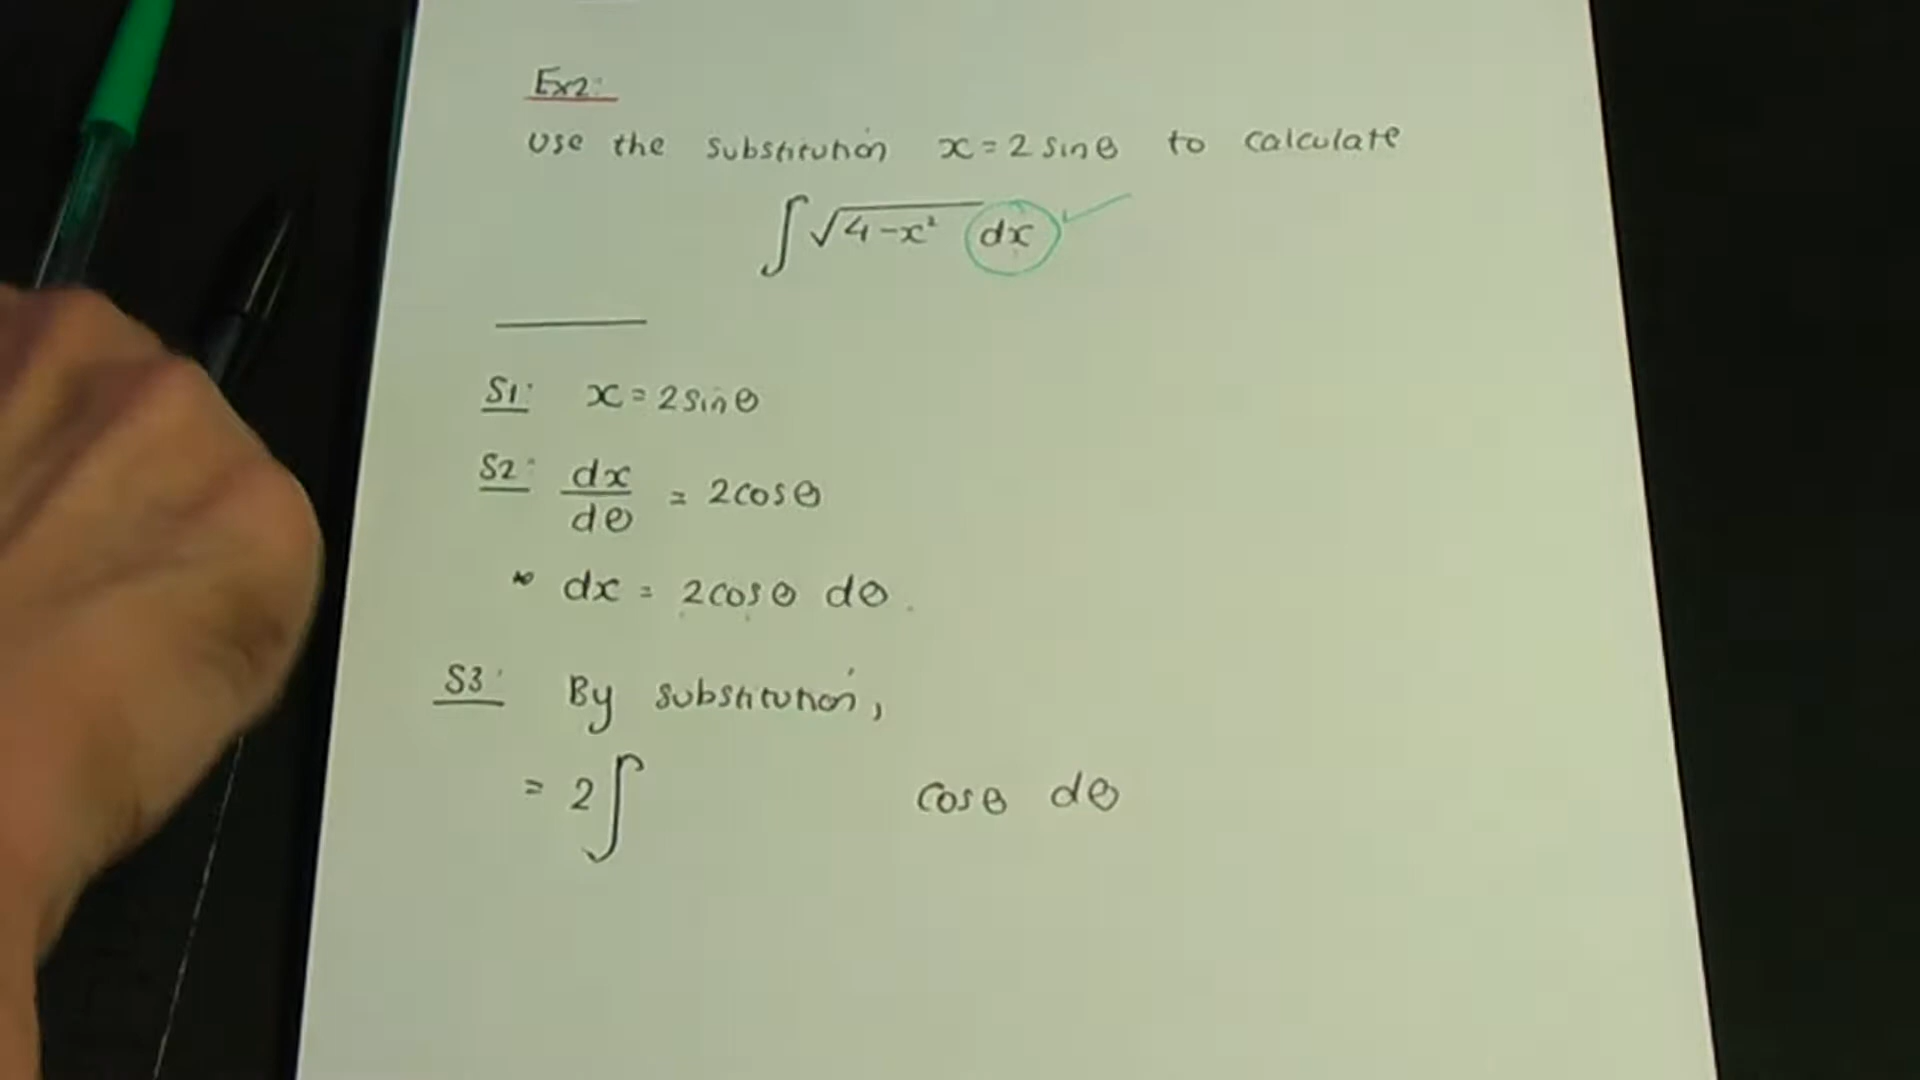 Ex2:
Use the substitution x = 2 sinθ to calculate
∫ √(4-x²) dx
S1: x = 2sinθ
S2: dx/dθ = 2cosθ
dx = 2cosθ dθ.
S3: By substitution,
= 2∫ cosθ dθ